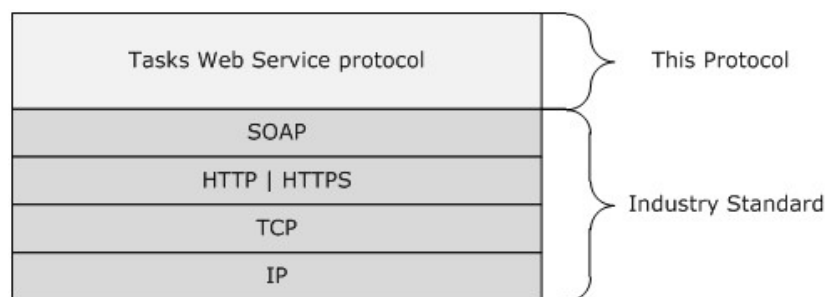 Tasks Web Service protocol
This Protocol
SOAP
HTTP | HTTPS
Industry Standard
TCP
IP